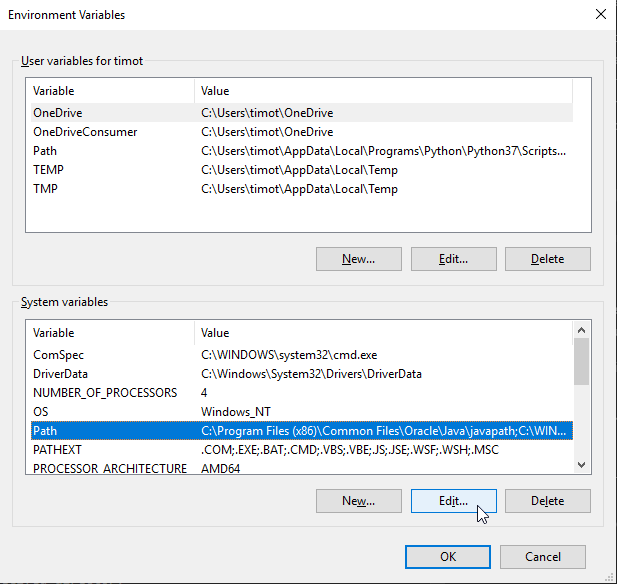 Environment Variables
User variables for timot
Variable Value
OneDrive C:\Users\timot\OneDrive
OneDriveConsumer C:\Users\timot\OneDrive
Path C:\Users\timot\AppData\Local\Programs\Python\Python37\Scripts...
TEMP C:\Users\timot\AppData\Local\Temp
TMP C:\Users\timot\AppData\Local\Temp
New... Edit... Delete
System variables
Variable Value
ComSpec C:\WINDOWS\system32\cmd.exe
DriverData C:\Windows\System32\Drivers\DriverData
NUMBER_OF_PROCESSORS 4
OS Windows_NT
Path C:\Program Files (x86)\Common Files\Oracle\Java\javapath;C:\WIN...
PATHEXT .COM;.EXE;.BAT;.CMD;.VBS;.VBE;.JS;.JSE;.WSF;.WSH;.MSC
PROCESSOR_ARCHITECTURE AMD64
New... Edit... Delete
OK Cancel